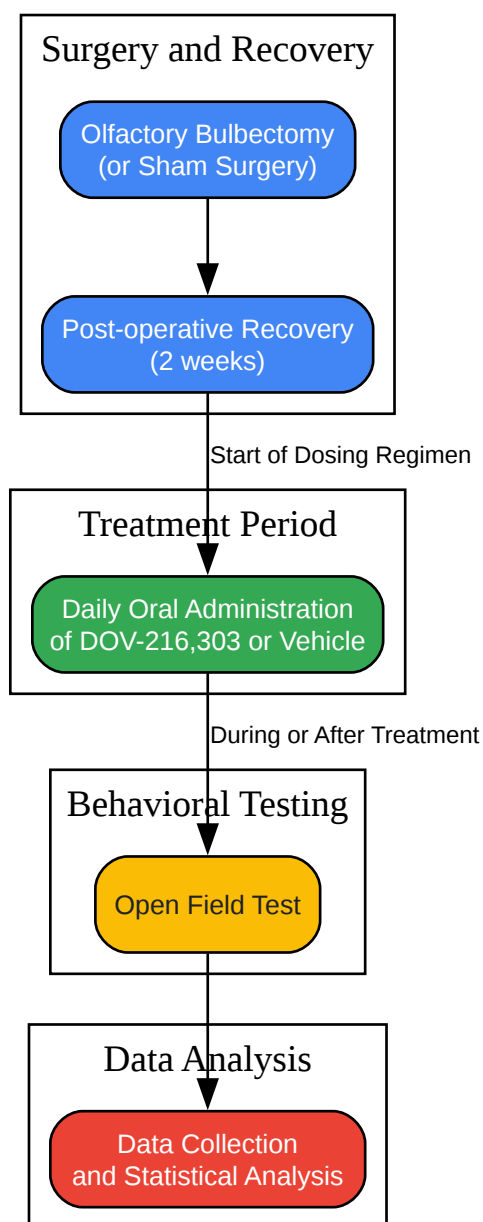 Surgery and Recovery
Olfactory Bulbectomy
(or Sham Surgery)
Post-operative Recovery
(2 weeks)
Start of Dosing Regimen
Treatment Period
Daily Oral Administration
of DOV-216,303 or Vehicle
During or After Treatment
Behavioral Testing
Open Field Test
Data Analysis
Data Collection
and Statistical Analysis